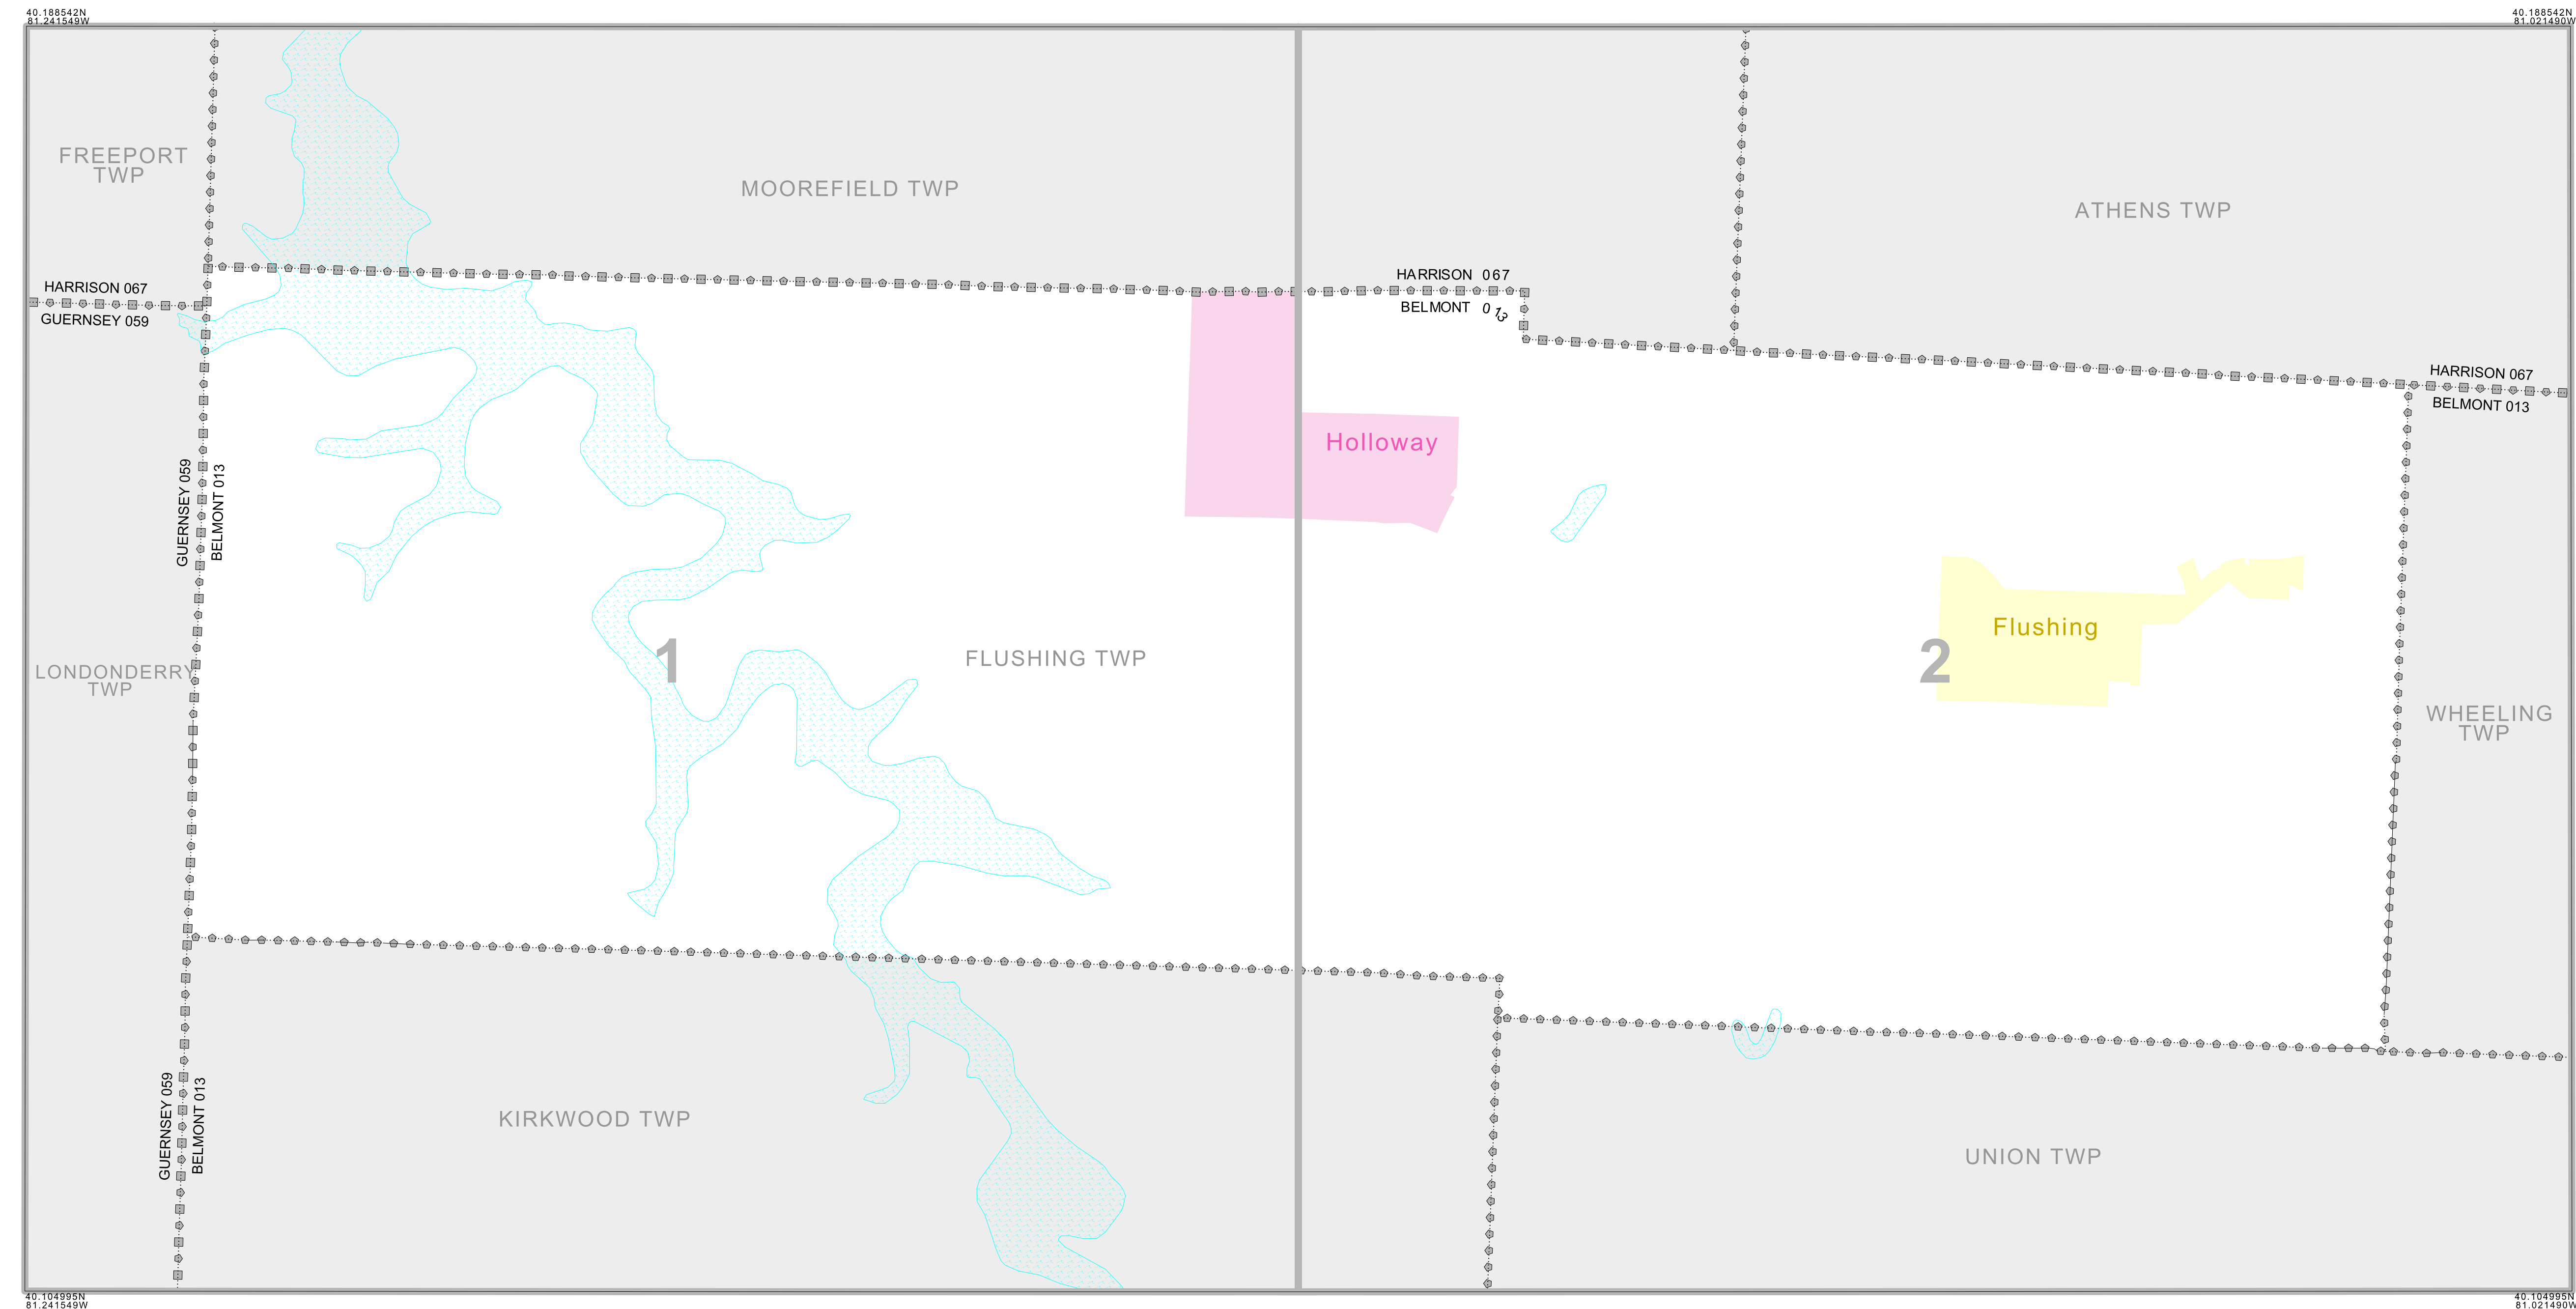 40.188542N
81.241549W
40.188542N
81.021490W
FREEPORT
TWP
MOOREFIELD TWP
ATHENS TWP
HARRISON 067
GUERNSEY 059
HARRISON 067
BELMONT 013
HARRISON 067
BELMONT 013
Holloway
GUERNSEY 059
BELMONT 013
Flushing
1
FLUSHING TWP
2
LONDONDERRY
TWP
WHEELING
TWP
KIRKWOOD TWP
GUERNSEY 059
BELMONT 013
UNION TWP
40.104995N
81.241549W
40.104995N
81.021490W